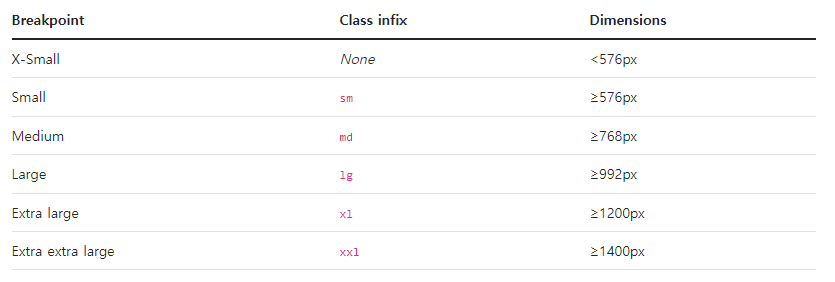 Breakpoint Class infix Dimensions
X-Small None <576px
Small sm ≥576px
Medium md ≥768px
Large lg ≥992px
Extra large xl ≥1200px
Extra extra large xxl ≥1400px